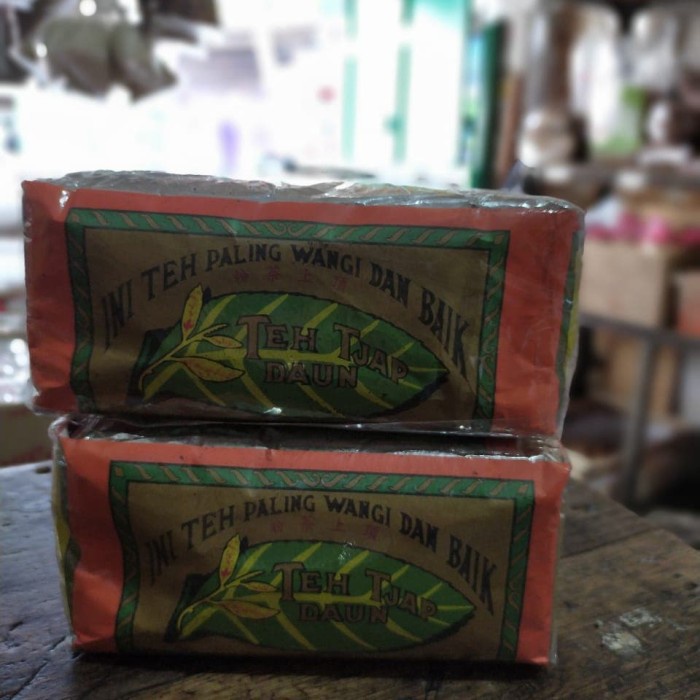 INI TEH PALING WANGI DAN BAIK
TEH TJAP
DAUN
INI TEH PALING WANGI DAN BAIK
TEH TJAP
DAUN